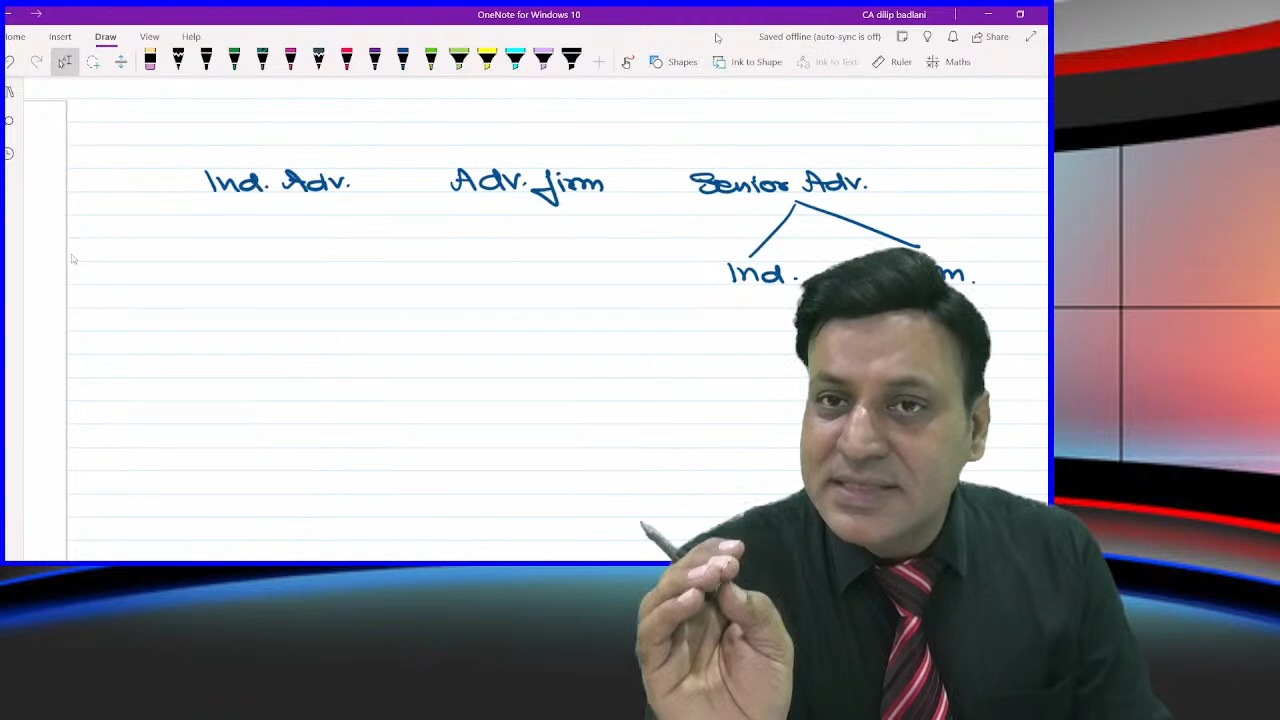 OneNote for Windows 10 CA dilip badlani
Insert Draw View Help Saved offline (auto-sync is off) Share
Shapes Ink to Shape Ink to Text Ruler Maths
Ind. Adv. Adv. firm Senior Adv.
Ind.